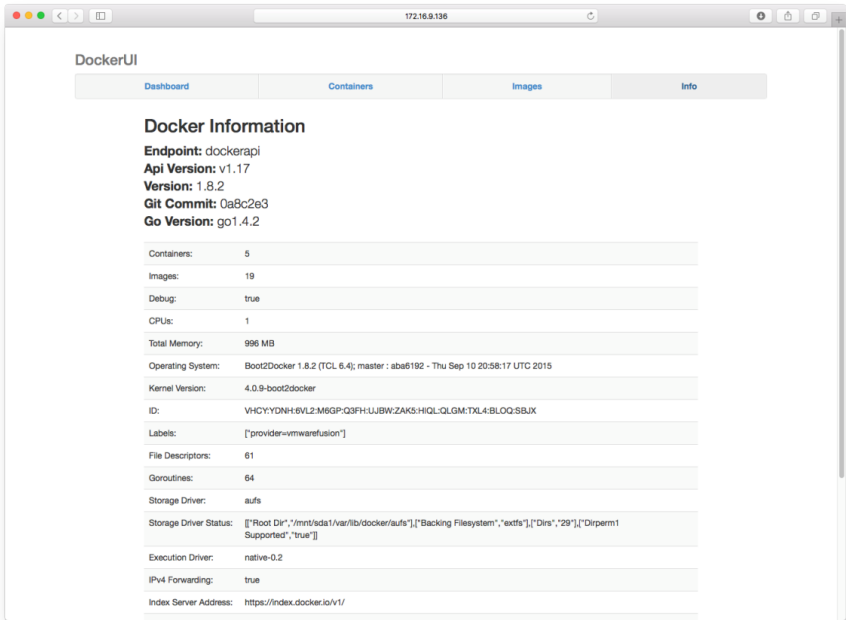 172.16.9.136
DockerUI
Dashboard Containers Images Info
Docker Information
Endpoint: dockerapi
Api Version: v1.17
Version: 1.8.2
Git Commit: 0a8c2e3
Go Version: go1.4.2
Containers: 5
Images: 19
Debug: true
CPUs: 1
Total Memory: 996 MB
Operating System: Boot2Docker 1.8.2 (TCL 6.4); master : aba6192 - Thu Sep 10 20:58:17 UTC 2015
Kernel Version: 4.0.9-boot2docker
ID: VHCY:YDNH:6VL2:M6GP:Q3FH:UJBW:ZAK5:HIQL:QLGM:TXL4:BLOQ:SBJX
Labels: ["provider=vmwarefusion"]
File Descriptors: 61
Goroutines: 64
Storage Driver: aufs
Storage Driver Status: [["Root Dir","/mnt/sda1/var/lib/docker/aufs"],["Backing Filesystem","extfs"],["Dirs","29"],["Dirperm1
Supported","true"]]
Execution Driver: native-0.2
IPv4 Forwarding: true
Index Server Address: https://index.docker.io/v1/